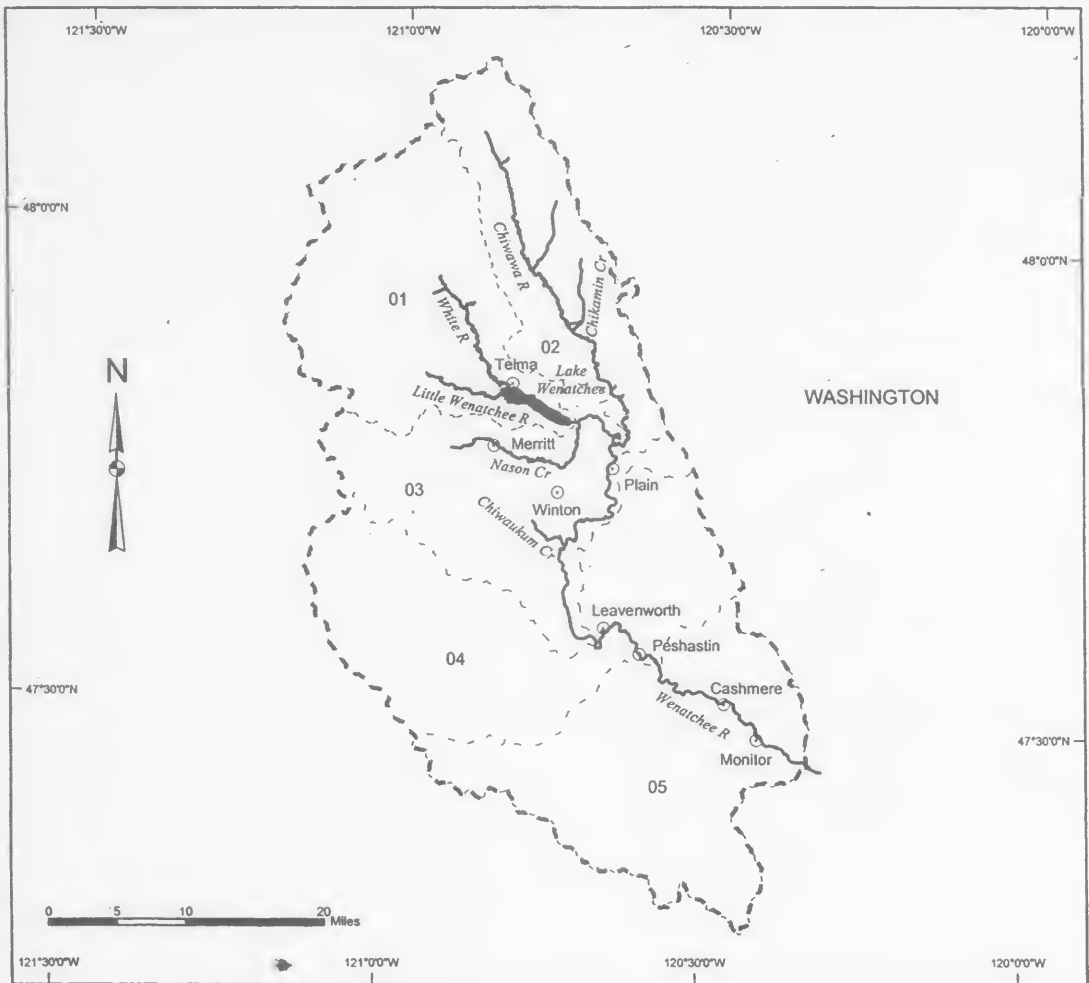 121°30'0"W
121°0'0"W
120°30'0"W
120°0'0"W
48°0'0"N
48°0'0"N
Chiwawa R
Chikamin Cr
01
White R
02
Telma
Lake
Wenatchee
N
WASHINGTON
Little Wenatchee R
Merritt
Nason Cr
Plain
03
Winton
Chiwaukum Cr
Leavenworth
Peshastin
04
47°30'0"N
Cashmere
Wenatchee R
47°30'0"N
Monitor
05
0 5 10 20
Miles
121°30'0"W
121°0'0"W
120°30'0"W
120°0'0"W